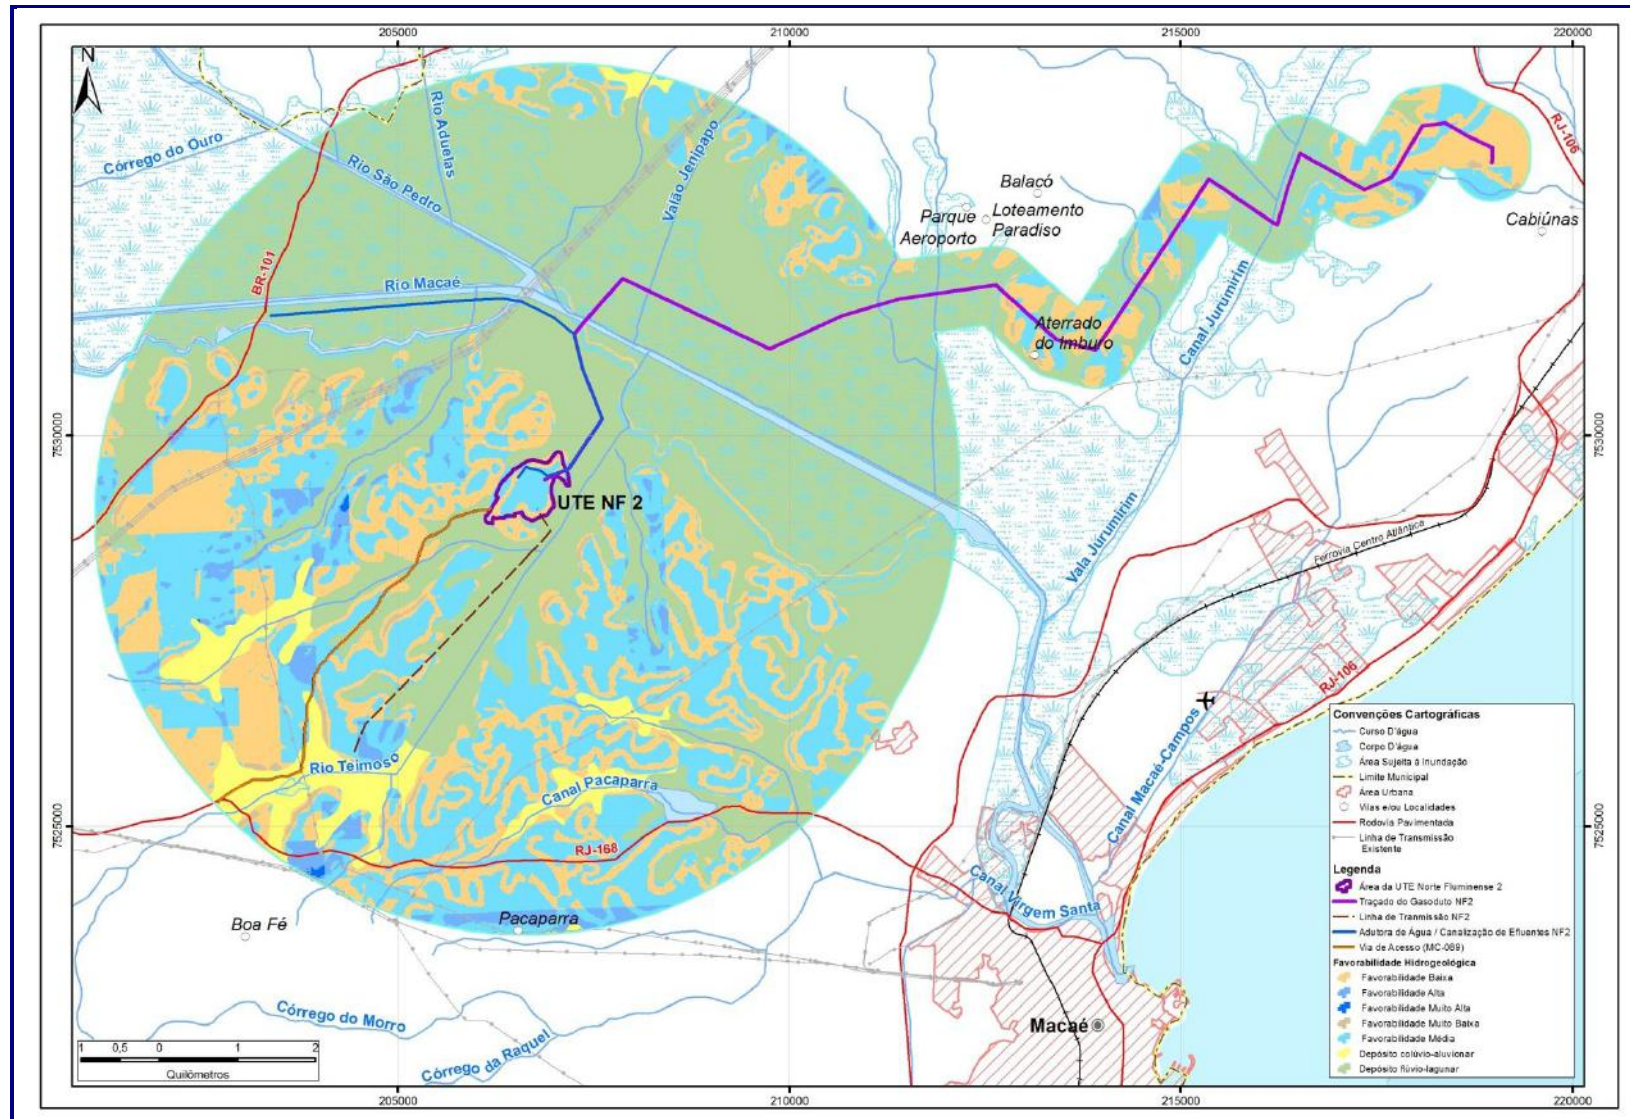 205000
210000
215000
220000
N
RJ-106
Rio Aduelas
Córrego do Ouro
Rio São Pedro
Valão Jenipapo
Balacó
Parque
Aeroporto
Loteamento
Paradiso
Cabiúnas
BR-101
Rio Macaé
Aterrado
do Imburo
Canal Jurumirim
7530000
7530000
UTE NF 2
Vala Jurumirim
Ferrovia Centro Atlântica
RJ-106
Rio Teimoso
Canal Pacaparra
Canal Macaé-Campos
7525000
7525000
RJ-168
Canal Virgem Santa
Boa Fé
Pacaparra
Córrego do Morro
Córrego da Raquel
Macaé
1 0,5 0 1 2
Quilômetros
Convenções Cartográficas
Curso D'água
Corpo D'água
Área Sujeita à Inundação
Limite Municipal
Área Urbana
Vilas e/ou Localidades
Rodovia Pavimentada
Linha de Transmissão
Existente
Legenda
Área da UTE Norte Fluminense 2
Traçado do Gasoduto NF2
Linha de Tranmissão NF2
Adutora de Água / Canalização de Efluentes NF2
Via de Acesso (MC-089)
Favorabilidade Hidrogeológica
Favorabilidade Baixa
Favorabilidade Alta
Favorabilidade Muito Alta
Favorabilidade Muito Baixa
Favorabilidade Média
Depósito colúvio-aluvionar
Depósito flúvio-lagunar
205000
210000
215000
220000